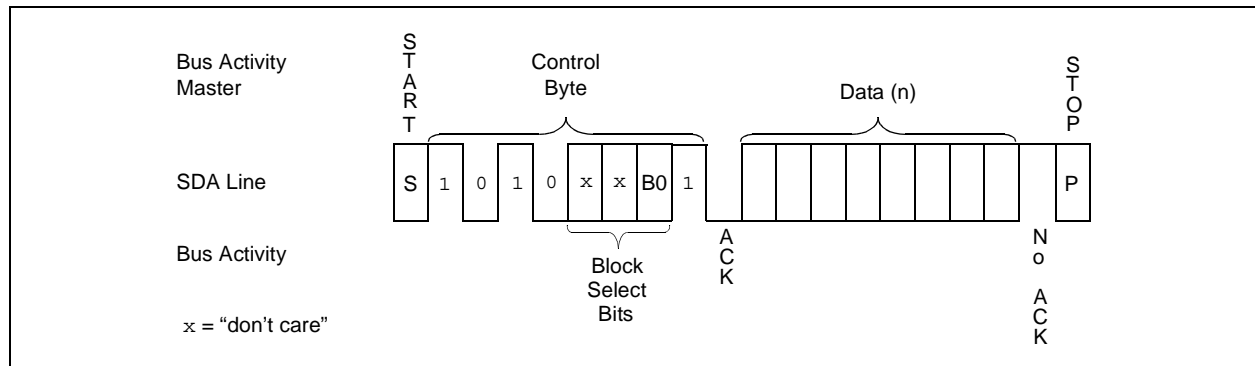 Bus Activity
Master
START
Control
Byte
Data (n)
STOP
SDA Line
S 1 0 1 0 x x B0 1 P
Bus Activity
ACK
No ACK
Block
Select
Bits
x = “don’t care”